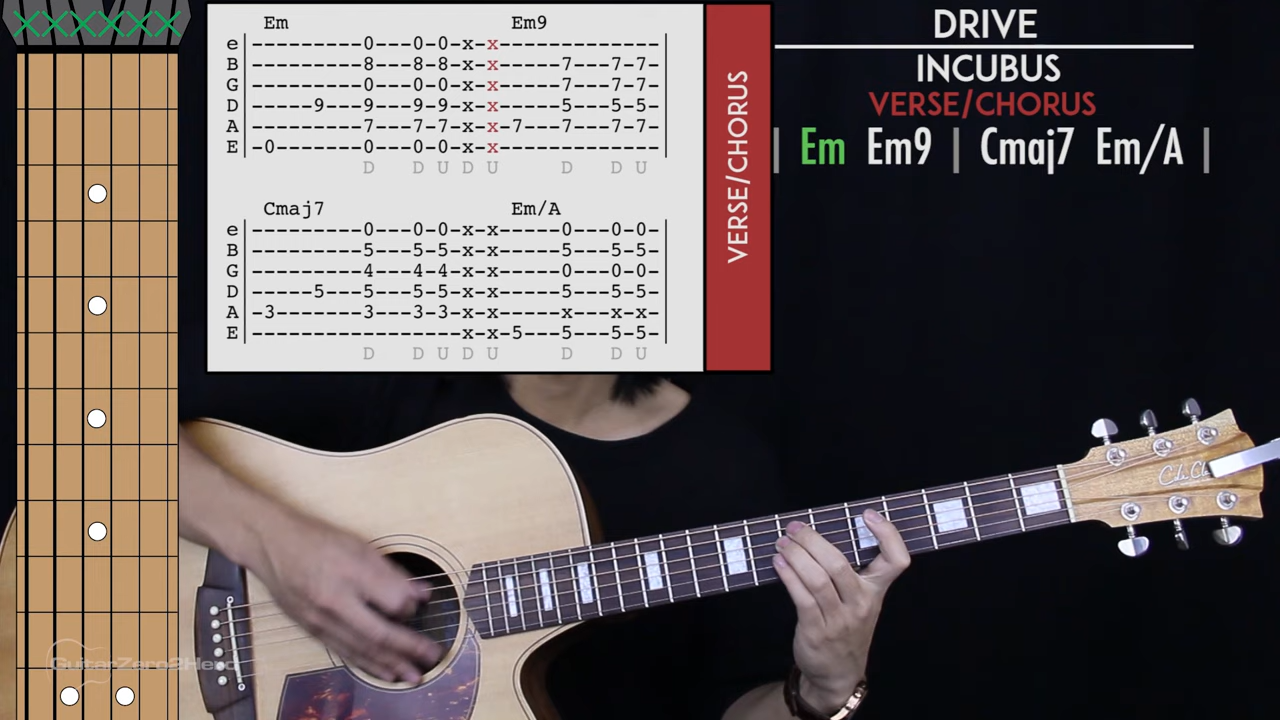 Em Em9
e|---------0---0-0-x-x-------------|
B|---------8---8-8-x-x-----7---7-7-|
G|---------0---0-0-x-x-----7---7-7-|
D|-----9---9---9-9-x-x-----5---5-5-|
A|---------7---7-7-x-x-7---7---7-7-|
E|-0-------0---0-0-x-x-------------|
D D U D U D D U
Cmaj7 Em/A
e|---------0---0-0-x-x-----0---0-0-|
B|---------5---5-5-x-x-----5---5-5-|
G|---------4---4-4-x-x-----0---0-0-|
D|-----5---5---5-5-x-x-----5---5-5-|
A|-3-------3---3-3-x-x-----x---x-x-|
E|-----------------x-x-5---5---5-5-|
D D U D U D D U
VERSE/CHORUS
DRIVE
INCUBUS
VERSE/CHORUS
| Em Em9 | Cmaj7 Em/A |
GuitarZero2Hero